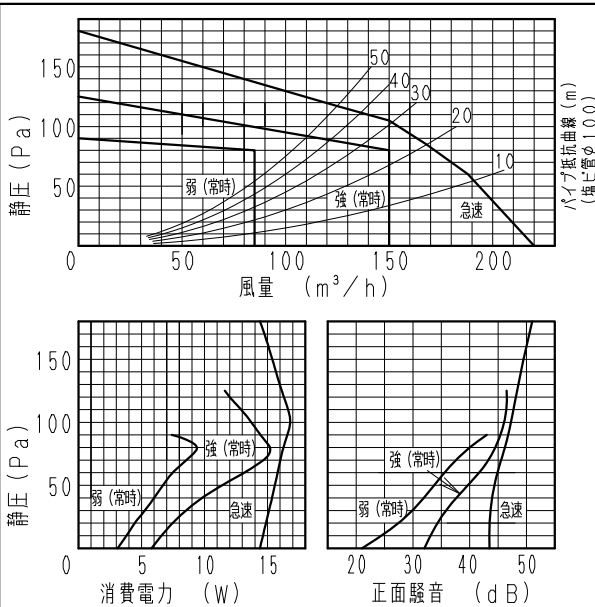 静圧 (Pa)
150
100
50
0
50
100
150
200
風量 (m³/h)
50
40
30
20
10
弱 (常時)
強 (常時)
急速
パイプ抵抗曲線 (m)
(塩ビ管φ100)
静圧 (Pa)
150
100
50
0
5
10
15
消費電力 (W)
弱 (常時)
強 (常時)
急速
20
30
40
50
正面騒音 (dB)
強 (常時)
弱 (常時)
急速